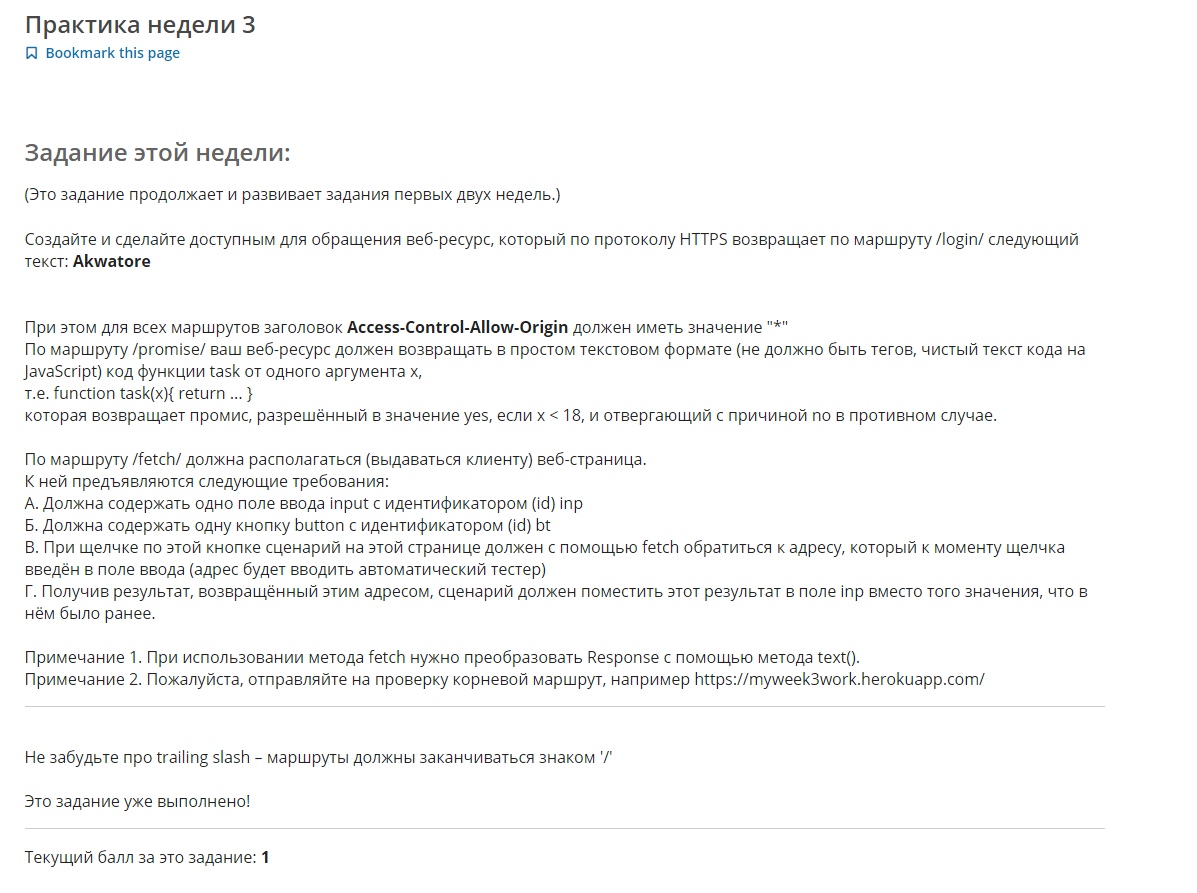 Практика недели 3
Bookmark this page
Задание этой недели:
(Это задание продолжает и развивает задания первых двух недель.)
Создайте и сделайте доступным для обращения веб-ресурс, который по протоколу HTTPS возвращает по маршруту /login/ следующий
текст: Akwatore
При этом для всех маршрутов заголовок Access-Control-Allow-Origin должен иметь значение "*"
По маршруту /promise/ ваш веб-ресурс должен возвращать в простом текстовом формате (не должно быть тегов, чистый текст кода на
JavaScript) код функции task от одного аргумента x,
т.е. function task(x){ return ... }
которая возвращает промис, разрешённый в значение yes, если x < 18, и отвергающий с причиной no в противном случае.
По маршруту /fetch/ должна располагаться (выдаваться клиенту) веб-страница.
К ней предъявляются следующие требования:
А. Должна содержать одно поле ввода input с идентификатором (id) inp
Б. Должна содержать одну кнопку button с идентификатором (id) bt
В. При щелчке по этой кнопке сценарий на этой странице должен с помощью fetch обратиться к адресу, который к моменту щелчка
введён в поле ввода (адрес будет вводить автоматический тестер)
Г. Получив результат, возвращённый этим адресом, сценарий должен поместить этот результат в поле inp вместо того значения, что в
нём было ранее.
Примечание 1. При использовании метода fetch нужно преобразовать Response с помощью метода text().
Примечание 2. Пожалуйста, отправляйте на проверку корневой маршрут, например https://myweek3work.herokuapp.com/
Не забудьте про trailing slash – маршруты должны заканчиваться знаком '/'
Это задание уже выполнено!
Текущий балл за это задание: 1